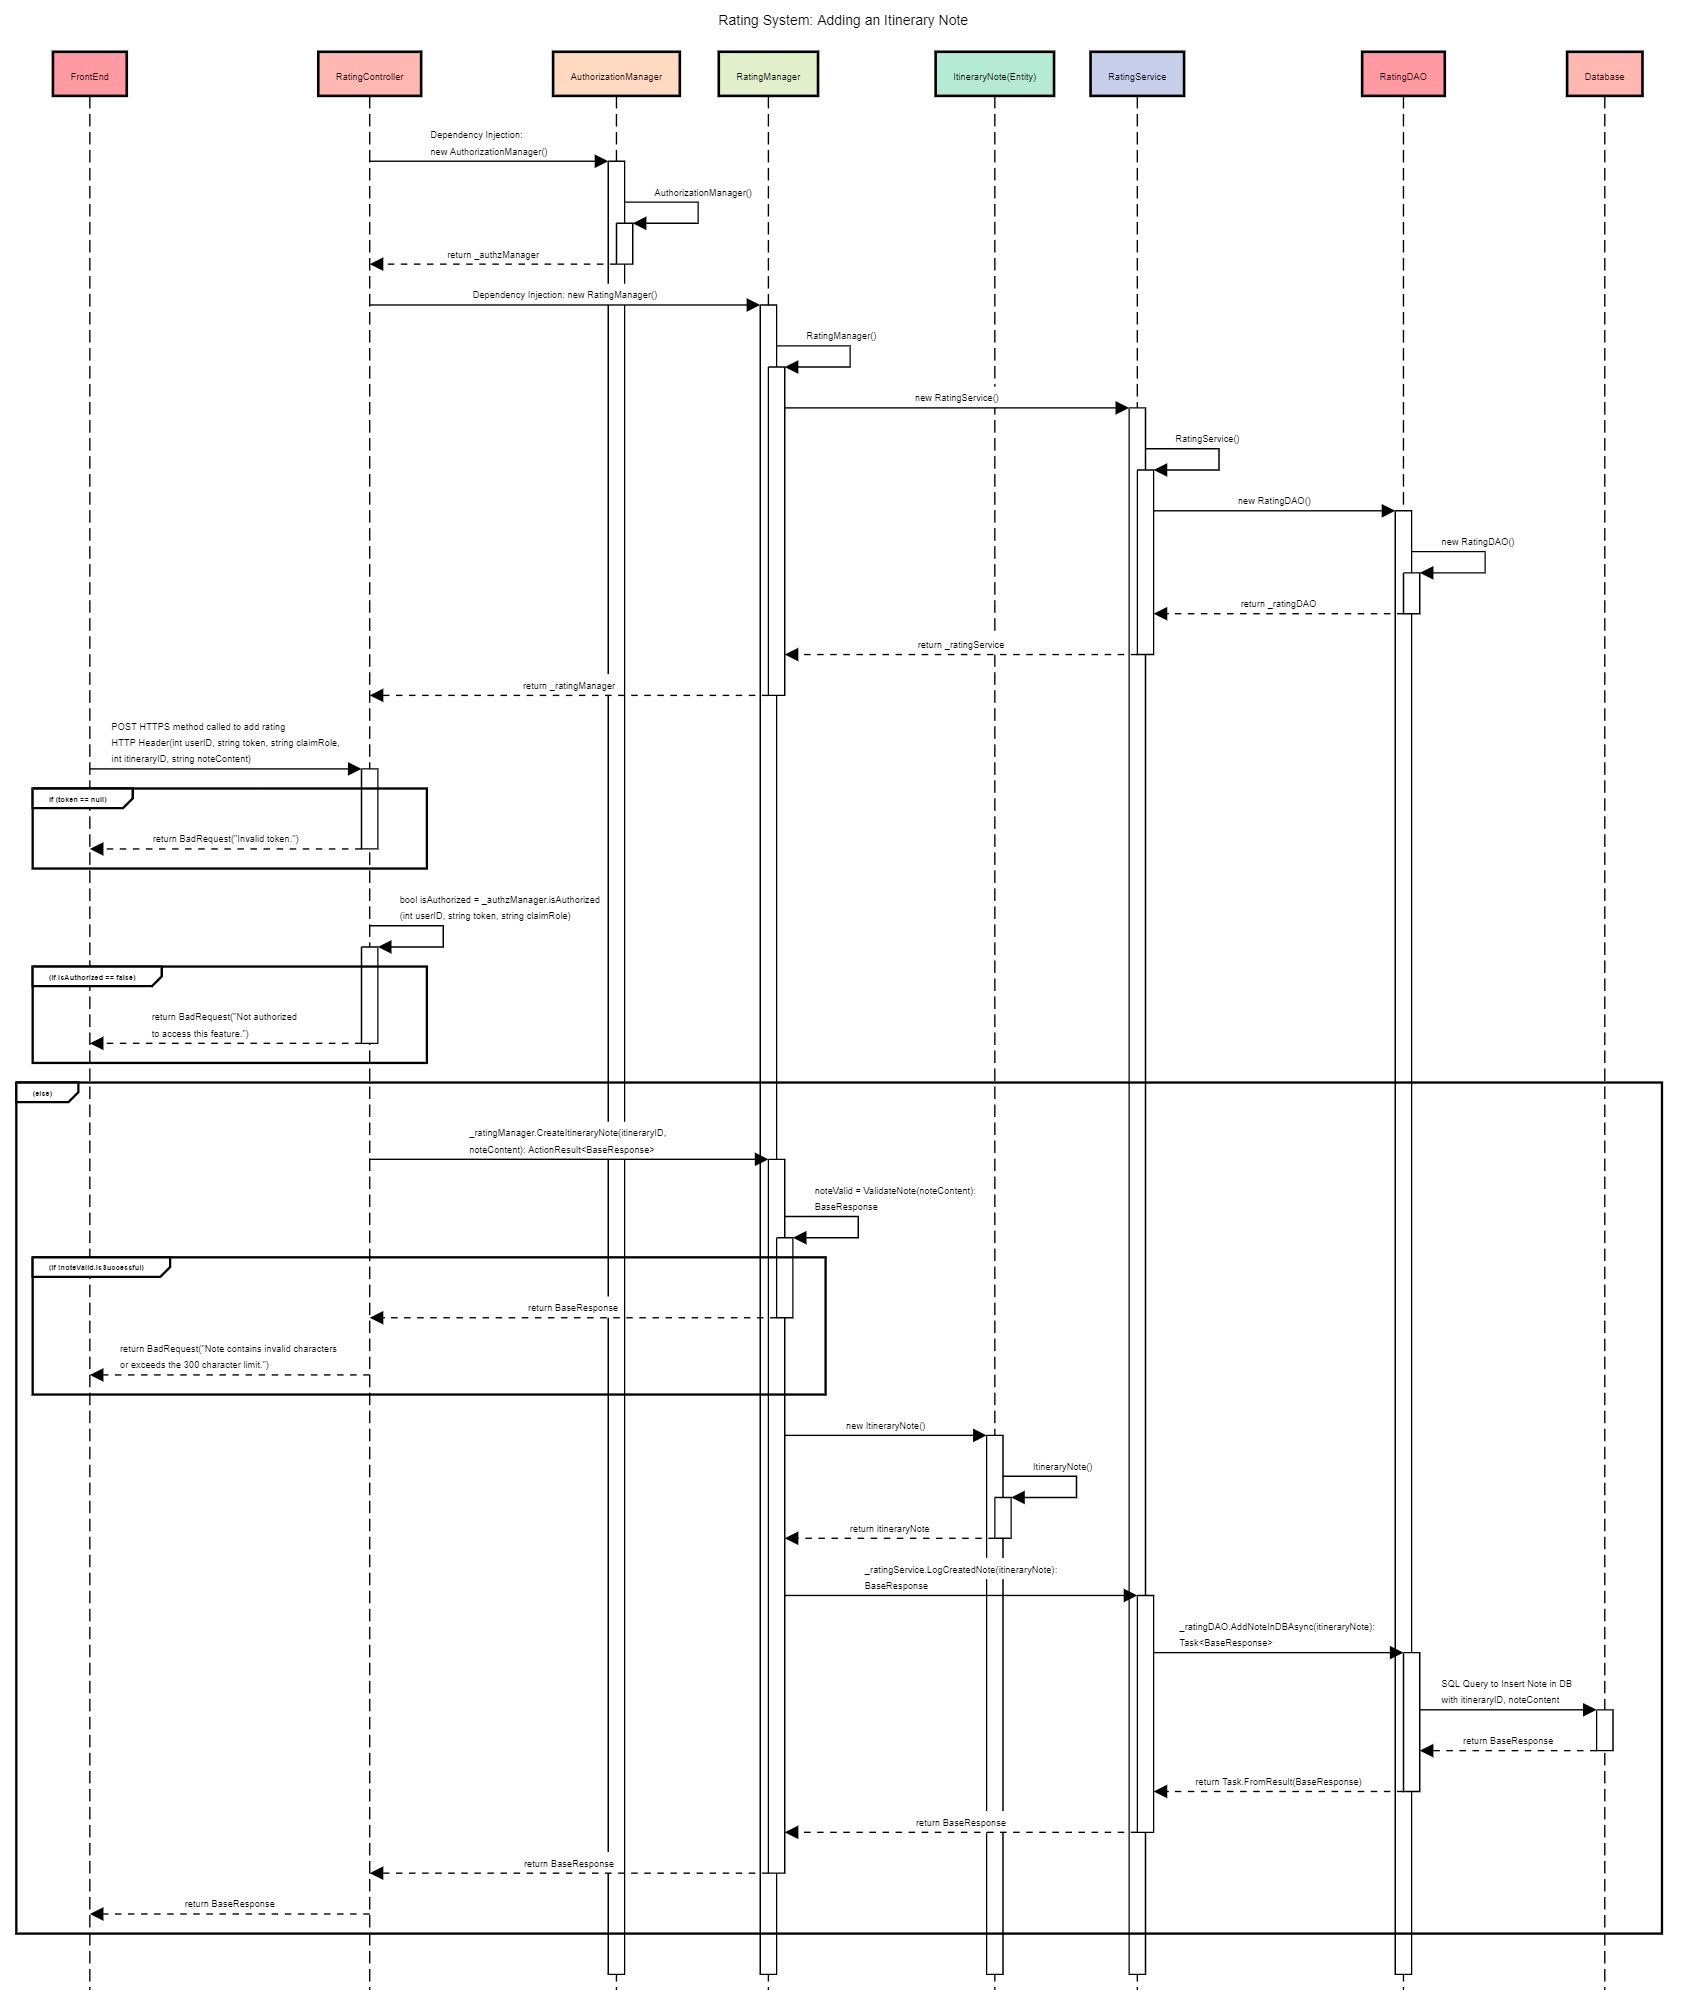 Rating System: Adding an Itinerary Note
FrontEnd
RatingController
AuthorizationManager
RatingManager
ItineraryNote(Entity)
RatingService
RatingDAO
Database
Dependency Injection:
new AuthorizationManager()
AuthorizationManager()
return _authzManager
Dependency Injection: new RatingManager()
RatingManager()
new RatingService()
RatingService()
new RatingDAO()
new RatingDAO()
return _ratingDAO
return _ratingService
return _ratingManager
POST HTTPS method called to add rating
HTTP Header(int userID, string token, string claimRole,
int itineraryID, string noteContent)
if (token == null)
return BadRequest("Invalid token.")
bool isAuthorized = _authzManager.isAuthorized
(int userID, string token, string claimRole)
(if isAuthorized == false)
return BadRequest("Not authorized
to access this feature.")
(else)
_ratingManager.CreateItineraryNote(itineraryID,
noteContent): ActionResult<BaseResponse>
noteValid = ValidateNote(noteContent):
BaseResponse
(if !noteValid.isSuccessful)
return BaseResponse
return BadRequest("Note contains invalid characters
or exceeds the 300 character limit.")
new ItineraryNote()
ItineraryNote()
return itineraryNote
_ratingService.LogCreatedNote(itineraryNote):
BaseResponse
_ratingDAO.AddNoteInDBAsync(itineraryNote):
Task<BaseResponse>
SQL Query to Insert Note in DB
with itineraryID, noteContent
return BaseResponse
return Task.FromResult(BaseResponse)
return BaseResponse
return BaseResponse
return BaseResponse